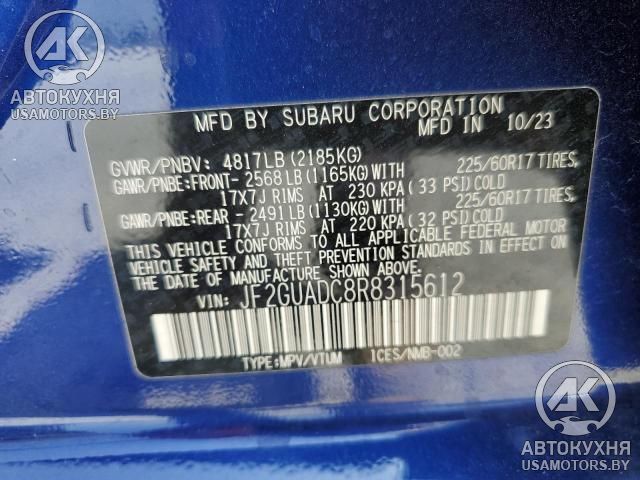 AK
АВТОКУХНЯ
USAMOTORS.BY
MFD BY SUBARU CORPORATION
MFD IN 10/23
GVWR/PNBV: 4817LB (2185KG)
GAWR/PNBE:FRONT- 2568LB (1165KG)WITH 225/60R17 TIRES,
17X7J RIMS AT 230 KPA (33 PSI)COLD
GAWR/PNBE:REAR - 2491LB (1130KG)WITH 225/60R17 TIRES,
17X7J RIMS AT 220 KPA (32 PSI)COLD
THIS VEHICLE CONFORMS TO ALL APPLICABLE FEDERAL MOTOR
VEHICLE SAFETY AND THEFT PREVENTION STANDARDS IN EFFECT ON
THE DATE OF MANUFACTURE SHOWN ABOVE.
VIN: JF2GUADC8R8315612
TYPE:MPV/VTUM ICES/NMB-002
AK
АВТОКУХНЯ
USAMOTORS.BY